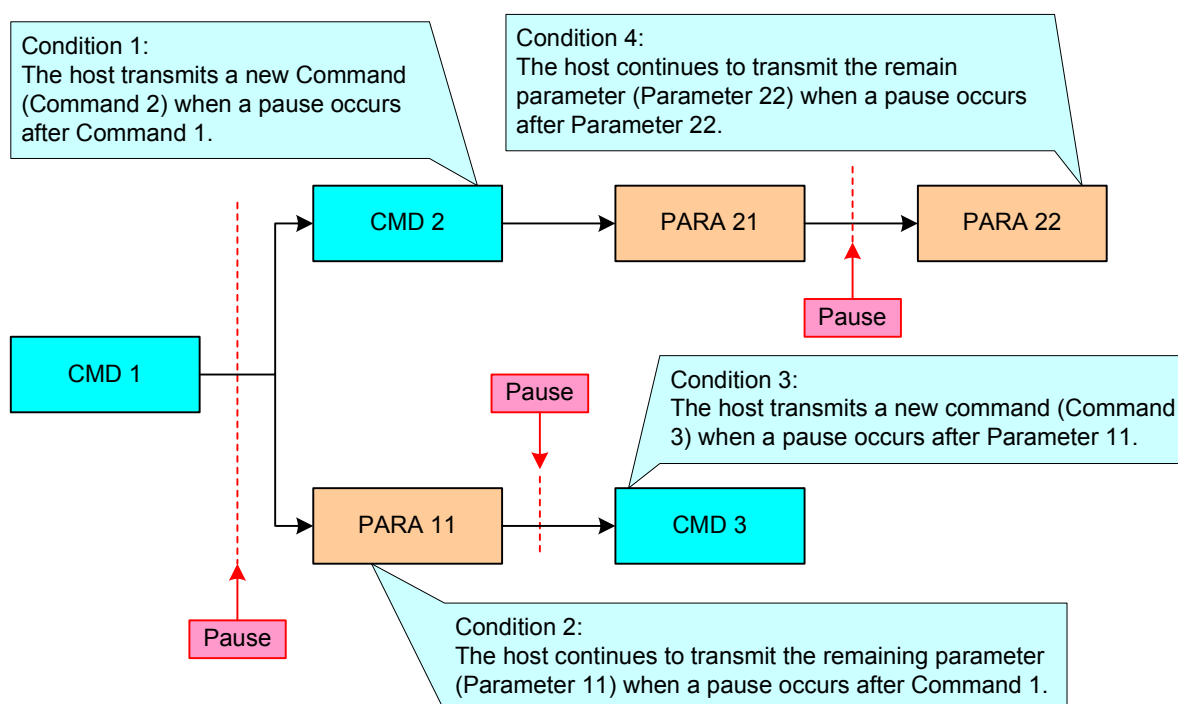 Condition 1:
The host transmits a new Command
(Command 2) when a pause occurs
after Command 1.
Condition 4:
The host continues to transmit the remain
parameter (Parameter 22) when a pause occurs
after Parameter 22.
CMD 2
PARA 21
PARA 22
Pause
CMD 1
Pause
Condition 3:
The host transmits a new command (Command
3) when a pause occurs after Parameter 11.
PARA 11
CMD 3
Pause
Condition 2:
The host continues to transmit the remaining parameter
(Parameter 11) when a pause occurs after Command 1.